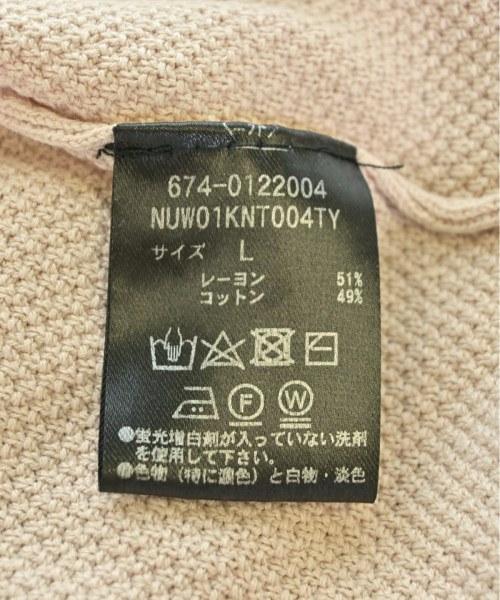 674-0122004
NUW01KNT004TY
サイズ L
レーヨン 51%
コットン 49%
F W
●蛍光増白剤が入っていない洗剤
を使用して下さい。
●色物（特に濃色）と白物・淡色